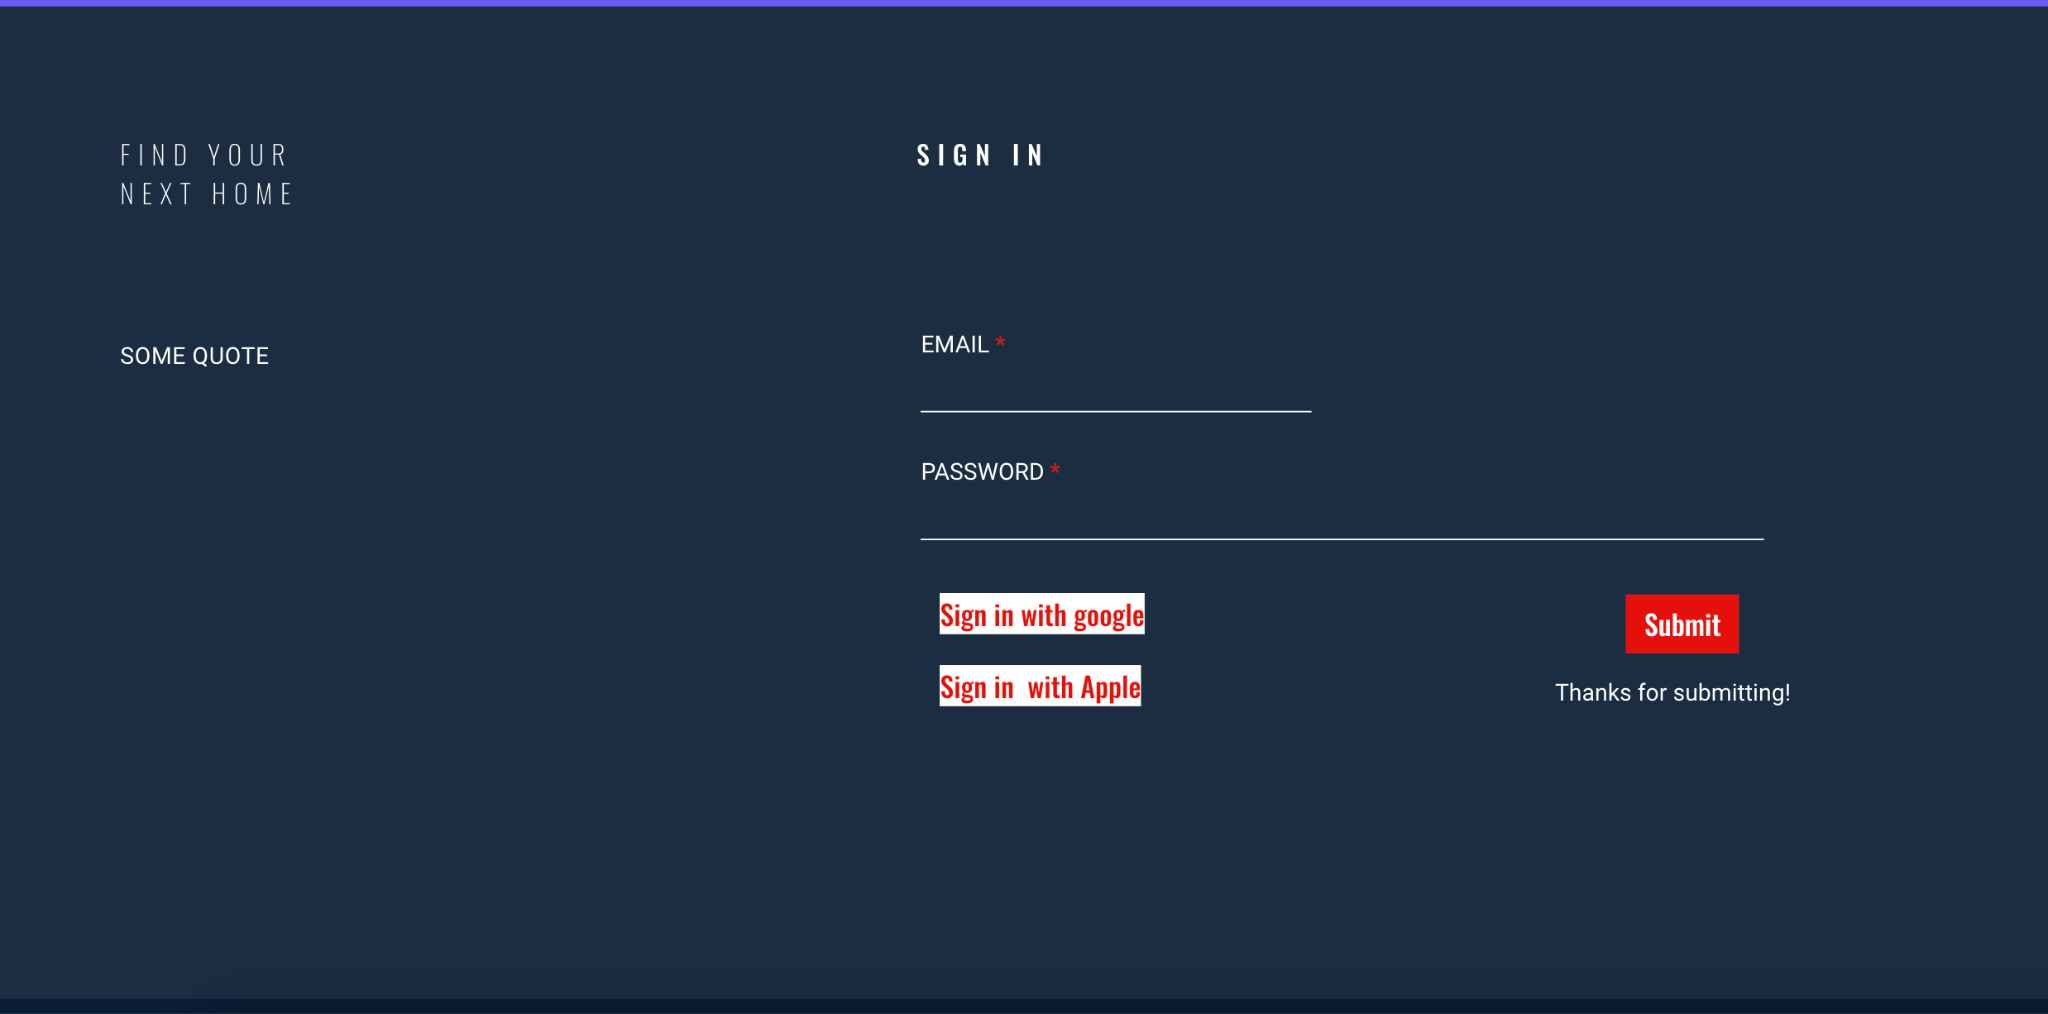 FIND YOUR
NEXT HOME
SOME QUOTE
SIGN IN
EMAIL *
PASSWORD *
Sign in with google
Sign in  with Apple
Submit
Thanks for submitting!